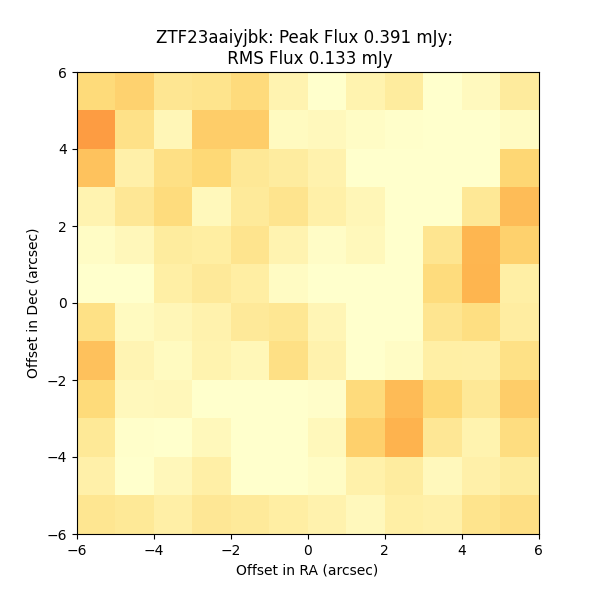 ZTF23aaiyjbk: Peak Flux 0.391 mJy;
RMS Flux 0.133 mJy
6
4
2
0
−2
−4
−6
Offset in Dec (arcsec)
−6 −4 −2 0 2 4 6
Offset in RA (arcsec)